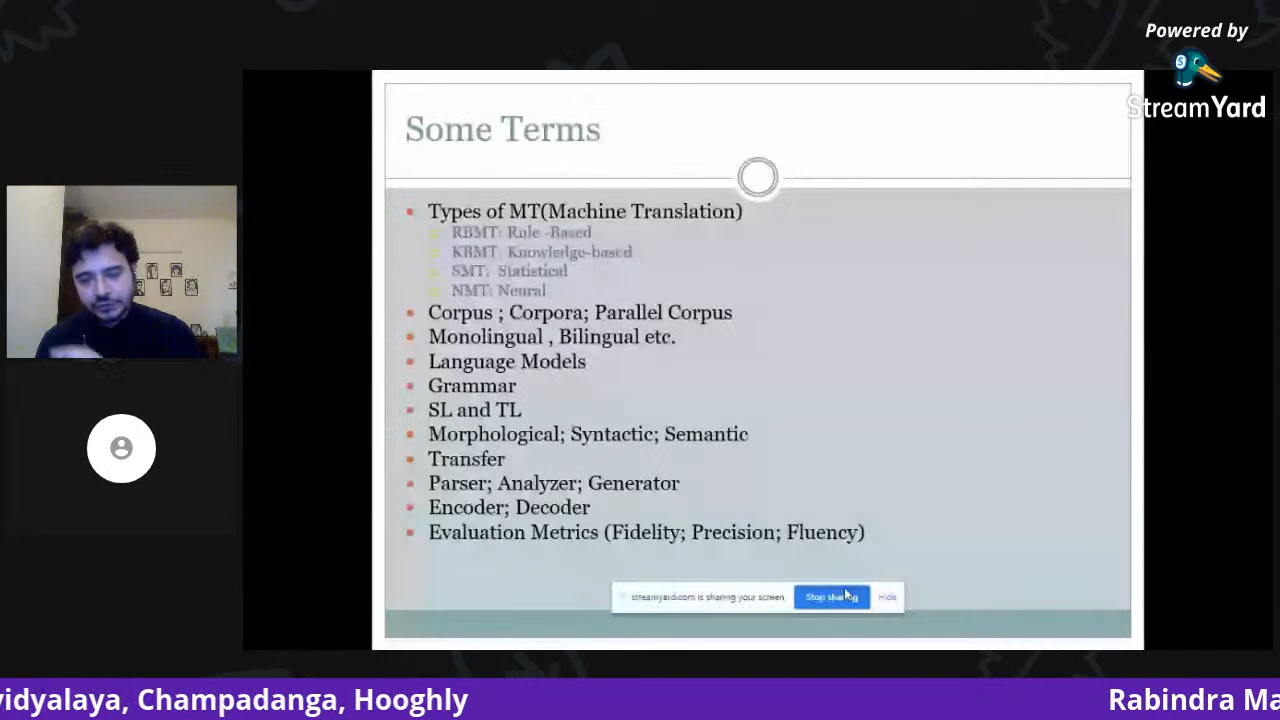 Powered by
StreamYard
Some Terms
Types of MT(Machine Translation)
RBMT: Rule -Based
KBMT: Knowledge-based
SMT: Statistical
NMT: Neural
Corpus ; Corpora; Parallel Corpus
Monolingual , Bilingual etc.
Language Models
Grammar
SL and TL
Morphological; Syntactic; Semantic
Transfer
Parser; Analyzer; Generator
Encoder; Decoder
Evaluation Metrics (Fidelity; Precision; Fluency)
streamyard.com is sharing your screen. Stop sharing Hide
vidyalaya, Champadanga, Hooghly Rabindra Ma